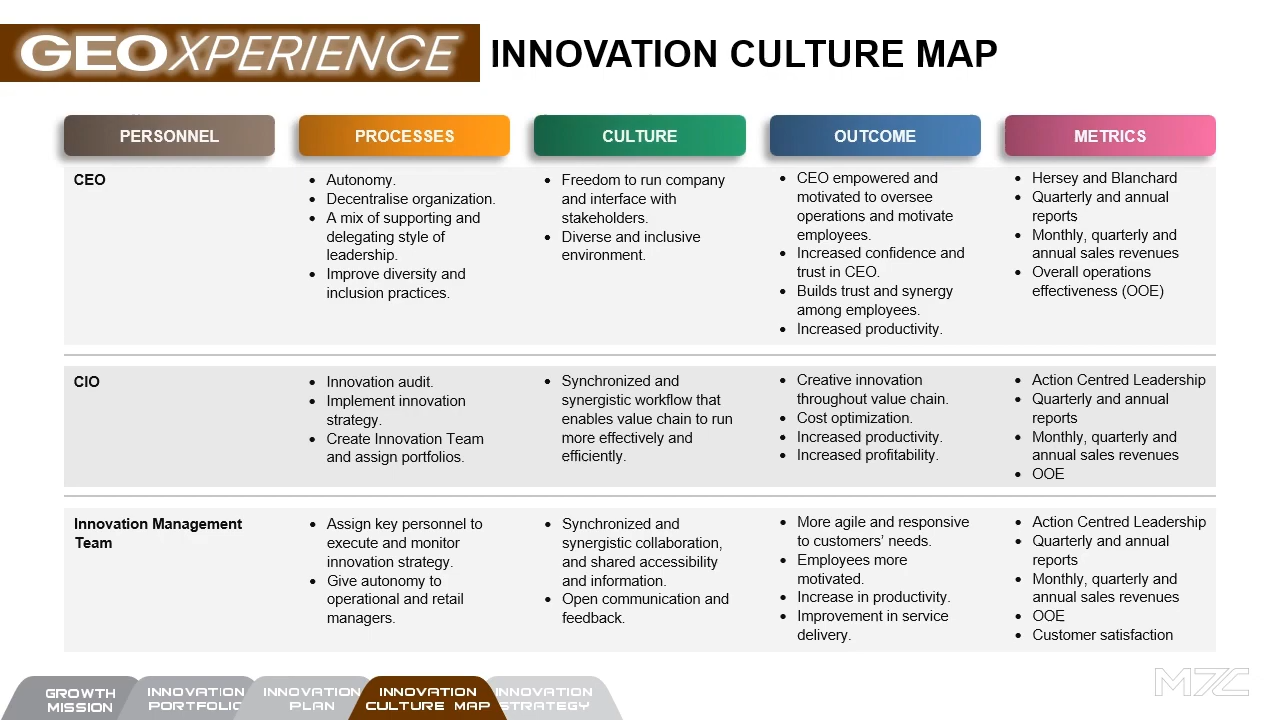 GEOXPERIENCE INNOVATION CULTURE MAP
PERSONNEL
PROCESSES
CULTURE
OUTCOME
METRICS
CEO
• Autonomy.
• Decentralise organization.
• A mix of supporting and
delegating style of
leadership.
• Improve diversity and
inclusion practices.
• Freedom to run company
and interface with
stakeholders.
• Diverse and inclusive
environment.
• CEO empowered and
motivated to oversee
operations and motivate
employees.
• Increased confidence and
trust in CEO.
• Builds trust and synergy
among employees.
• Increased productivity.
• Hersey and Blanchard
• Quarterly and annual
reports
• Monthly, quarterly and
annual sales revenues
• Overall operations
effectiveness (OOE)
CIO
• Innovation audit.
• Implement innovation
strategy.
• Create Innovation Team
and assign portfolios.
• Synchronized and
synergistic workflow that
enables value chain to run
more effectively and
efficiently.
• Creative innovation
throughout value chain.
• Cost optimization.
• Increased productivity.
• Increased profitability.
• Action Centred Leadership
• Quarterly and annual
reports
• Monthly, quarterly and
annual sales revenues
• OOE
Innovation Management
Team
• Assign key personnel to
execute and monitor
innovation strategy.
• Give autonomy to
operational and retail
managers.
• Synchronized and
synergistic collaboration,
and shared accessibility
and information.
• Open communication and
feedback.
• More agile and responsive
to customers' needs.
• Employees more
motivated.
• Increase in productivity.
• Improvement in service
delivery.
• Action Centred Leadership
• Quarterly and annual
reports
• Monthly, quarterly and
annual sales revenues
• OOE
• Customer satisfaction
GROWTH
MISSION
INNOVATION
PORTFOLIO
INNOVATION
PLAN
INNOVATION
CULTURE MAP
INNOVATION
STRATEGY